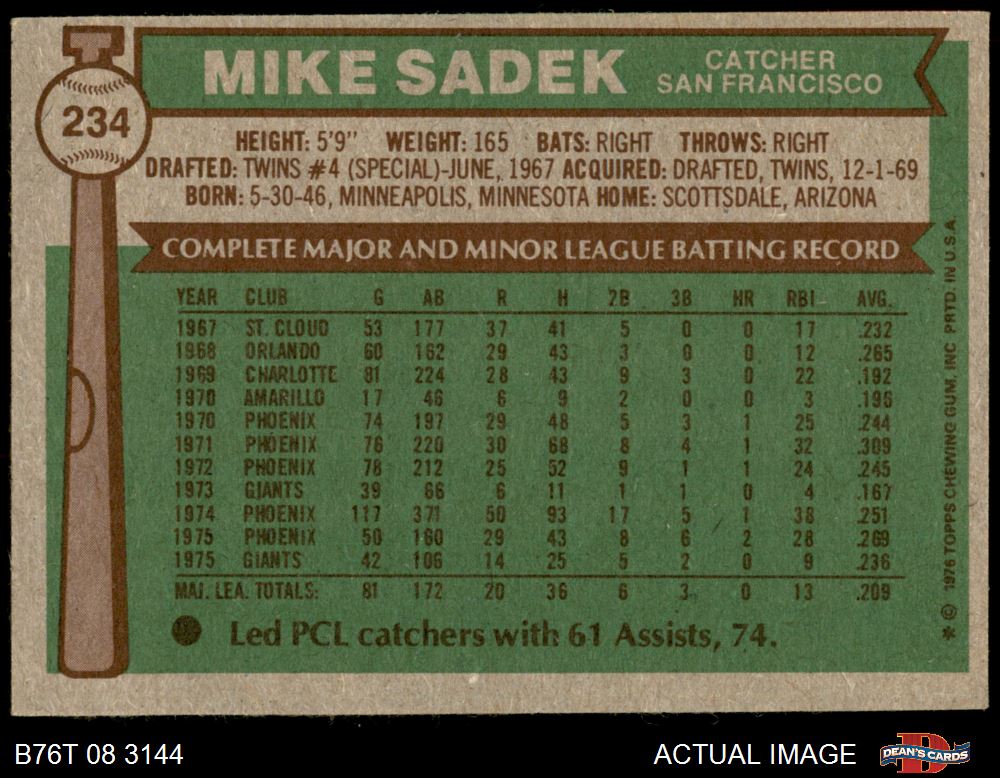 MIKE SADEK
CATCHER
SAN FRANCISCO
234
HEIGHT: 5'9" WEIGHT: 165 BATS: RIGHT THROWS: RIGHT
DRAFTED: TWINS #4 (SPECIAL)-JUNE, 1967 ACQUIRED: DRAFTED, TWINS, 12-1-69
BORN: 5-30-46, MINNEAPOLIS, MINNESOTA HOME: SCOTTSDALE, ARIZONA
COMPLETE MAJOR AND MINOR LEAGUE BATTING RECORD
YEAR CLUB G AB R H 2B 3B HR RBI AVG.
1967 ST. CLOUD 53 177 37 41 5 0 0 17 .232
1968 ORLANDO 60 162 29 43 3 0 0 12 .265
1969 CHARLOTTE 81 224 28 43 9 3 0 22 .192
1970 AMARILLO 17 46 6 9 2 0 0 3 .196
1970 PHOENIX 74 197 29 48 5 3 1 25 .244
1971 PHOENIX 76 220 30 68 8 4 1 32 .309
1972 PHOENIX 78 212 25 52 9 1 1 24 .245
1973 GIANTS 39 66 6 11 1 1 0 4 .167
1974 PHOENIX 117 371 50 93 17 5 1 38 .251
1975 PHOENIX 50 160 29 43 8 6 2 28 .269
1975 GIANTS 42 106 14 25 5 2 0 9 .236
MAJ. LEA. TOTALS: 81 172 20 36 6 3 0 13 .209
Led PCL catchers with 61 Assists, 74.
* © 1976 TOPPS CHEWING GUM, INC PRTD. IN U.S.A.
B76T 08 3144
ACTUAL IMAGE
DEAN'S CARDS